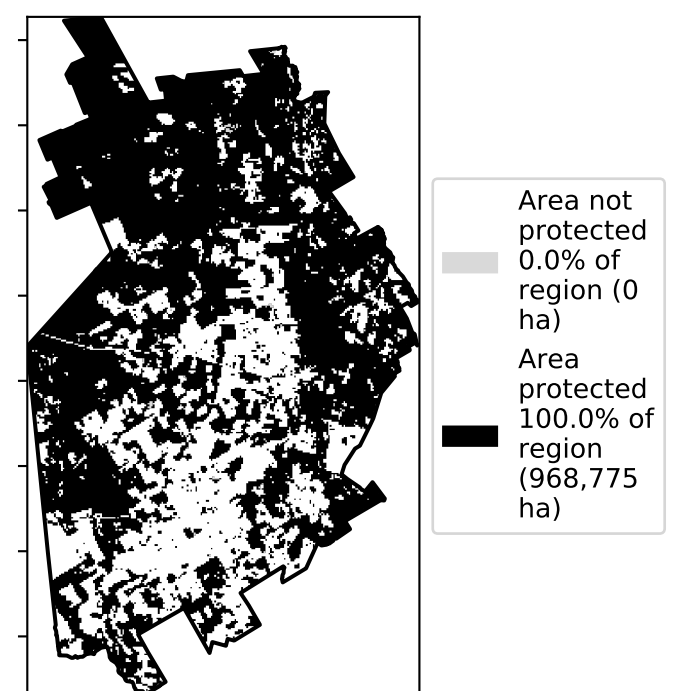 Area not
protected
0.0% of
region (0
ha)
Area
protected
100.0% of
region
(968,775
ha)